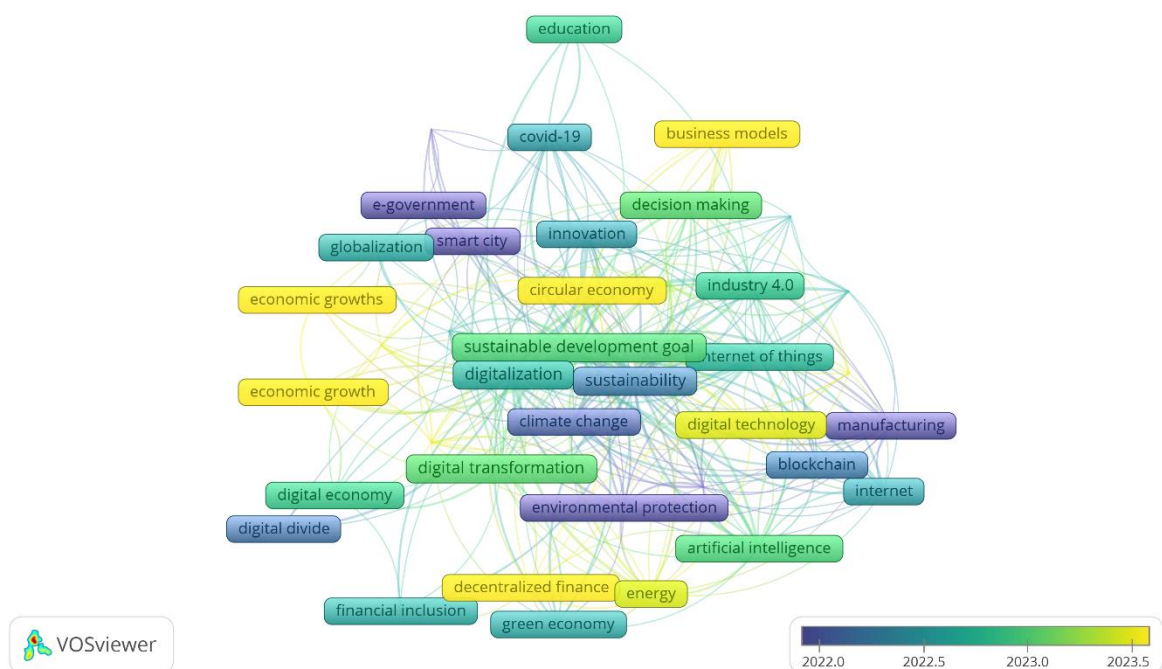 education
covid-19
business models
e-government
decision making
smart city
innovation
globalization
industry 4.0
circular economy
economic growths
sustainable development goal
internet of things
digitalization
sustainability
economic growth
climate change
digital technology
manufacturing
digital transformation
blockchain
digital economy
internet
environmental protection
digital divide
artificial intelligence
decentralized finance
energy
financial inclusion
green economy
VOSviewer
2022.0 2022.5 2023.0 2023.5